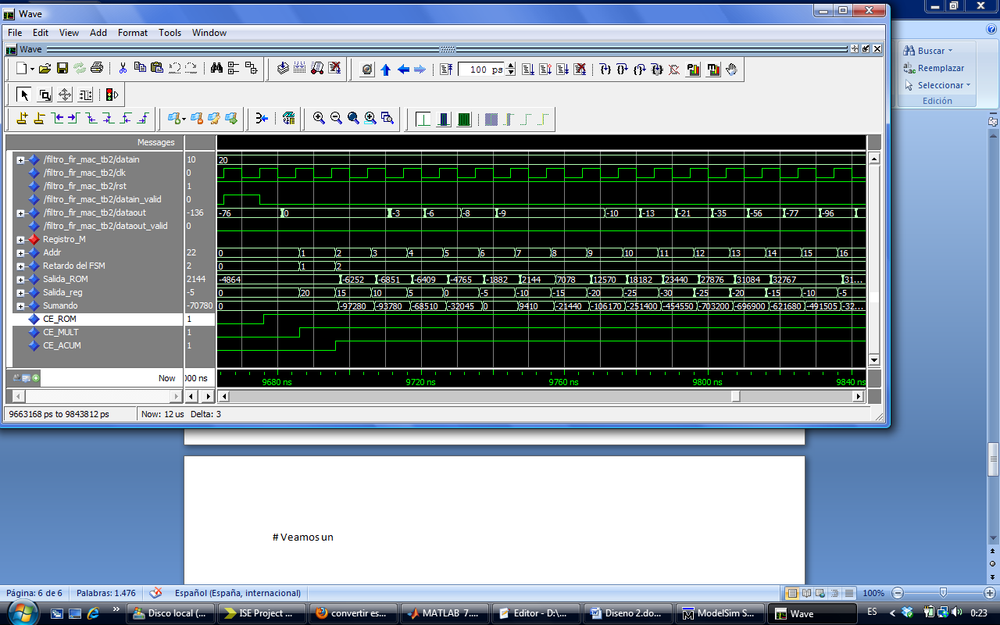 Wave
File Edit View Add Format Tools Window
Wave
100 ps
Messages
/filtro_fir_mac_tb2/datain 10 20
/filtro_fir_mac_tb2/clk 0
/filtro_fir_mac_tb2/rst 1
/filtro_fir_mac_tb2/datain_valid 0
/filtro_fir_mac_tb2/dataout -136 -76 0 -3 -6 -8 -9 -10 -13 -21 -35 -56 -77 -96
/filtro_fir_mac_tb2/dataout_valid 0
Registro_M
Addr 22 0 1 2 3 4 5 6 7 8 9 10 11 12 13 14 15 16
Retardo del FSM 2 0 1 2
Salida_ROM 2144 -4864 -6252 -6851 -6409 -4765 -1882 2144 7078 12570 18182 23440 27876 31084 32767 31...
Salida_reg -5 0 20 15 10 5 0 -5 -10 -15 -20 -25 -30 -25 -20 -15 -10 -5
Sumando -70780 0 -97280 -93780 -68510 -32045 0 9410 -21440 -106170 -251400 -454550 -703200 -696900 -621680 -491505 -32...
CE_ROM 1
CE_MULT 1
CE_ACUM 1
Now 000 ns 9680 ns 9720 ns 9760 ns 9800 ns 9840 ns
9663168 ps to 9843812 ps Now: 12 us Delta: 3
Buscar
Reemplazar
Seleccionar
Edición
# Veamos un
Página: 6 de 6 Palabras: 1.476 Español (España, internacional) 100%
Disco local (... ISE Project ... convertir es... MATLAB 7.... Editor - D:\... Diseno 2.do... ModelSim S... Wave ES 0:23